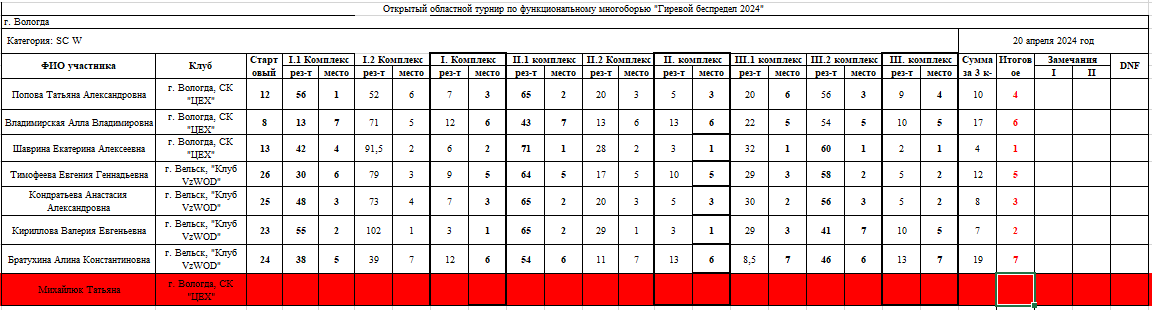 Открытый областной турнир по функциональному многоборью "Гиревой беспредел 2024"
г. Вологда
Категория: SC W 20 апреля 2024 год
ФИО участника Клуб Старт овый I.1 Комплекс I.2 Комплекс I. Комплекс II.1 комплекс II.2 Комплекс II. комплекс III.1 комплекс III.2 комплекс III. комплекс Сумма за 3 к- Итогов ое Замечания DNF
рез-т место рез-т место рез-т место рез-т место рез-т место рез-т место рез-т место рез-т место рез-т место I II
Попова Татьяна Александровна г. Вологда, СК "ЦЕХ" 12 56 1 52 6 7 3 65 2 20 3 5 3 20 6 56 3 9 4 10 4
Владимирская Алла Владимировна г. Вологда, СК "ЦЕХ" 8 13 7 71 5 12 6 43 7 13 6 13 6 22 5 54 5 10 5 17 6
Шаврина Екатерина Алексеевна г. Вологда, СК "ЦЕХ" 13 42 4 91,5 2 6 2 71 1 28 2 3 1 32 1 60 1 2 1 4 1
Тимофеева Евгения Геннадьевна г. Вельск, "Клуб VzWOD" 26 30 6 79 3 9 5 64 5 17 5 10 5 29 3 58 2 5 2 12 5
Кондратьева Анастасия Александровна г. Вельск, "Клуб VzWOD" 25 48 3 73 4 7 3 65 2 20 3 5 3 30 2 56 3 5 2 8 3
Кириллова Валерия Евгеньевна г. Вельск, "Клуб VzWOD" 23 55 2 102 1 3 1 65 2 29 1 3 1 29 3 41 7 10 5 7 2
Братухина Алина Константиновна г. Вельск, "Клуб VzWOD" 24 38 5 39 7 12 6 54 6 11 7 13 6 8,5 7 46 6 13 7 19 7
Михайлюк Татьяна г. Вологда, СК "ЦЕХ"